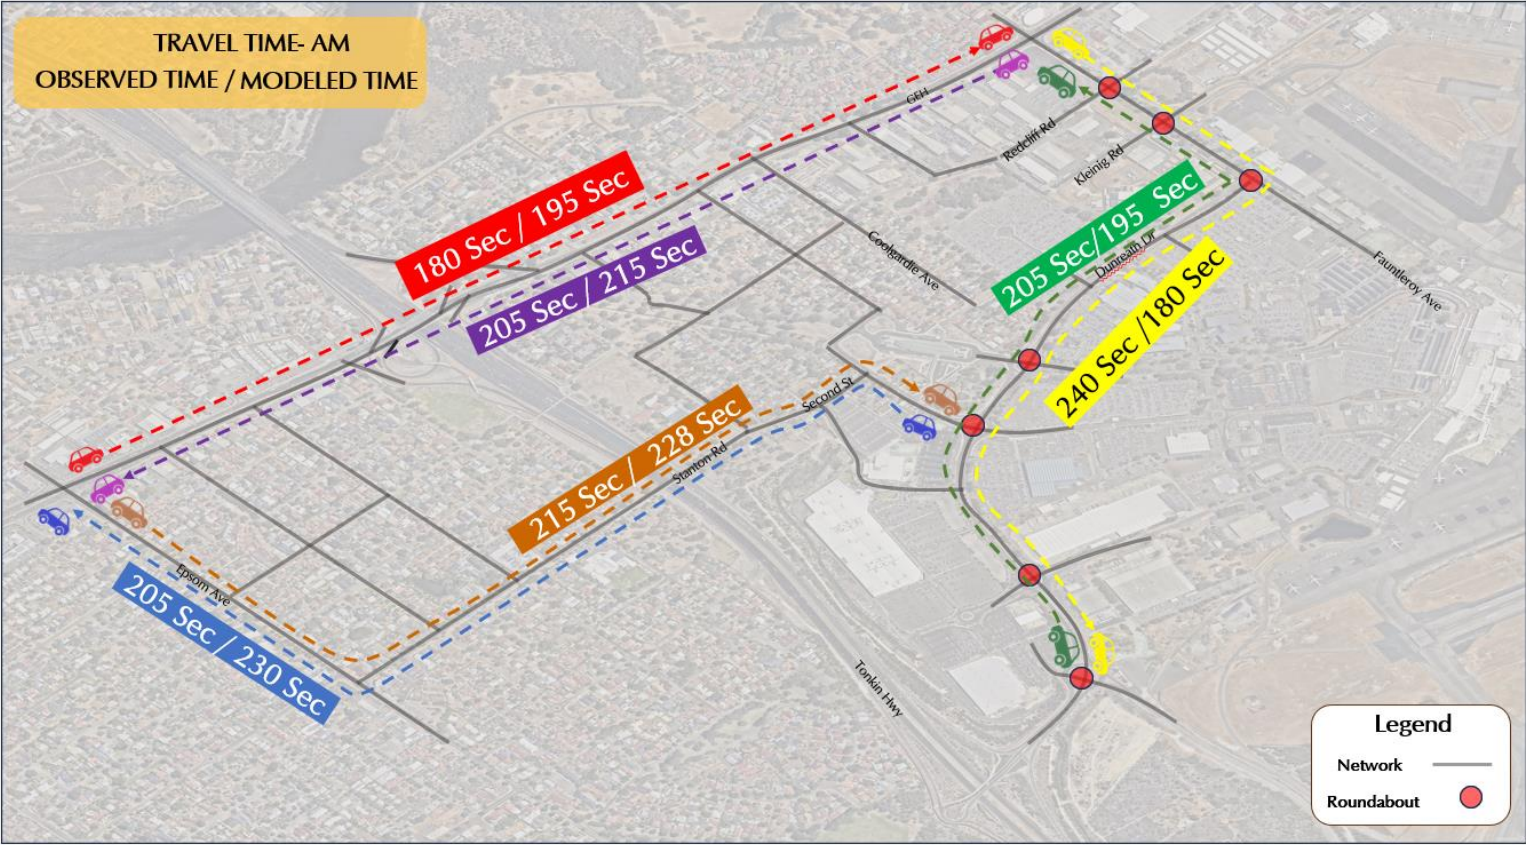 TRAVEL TIME- AM
OBSERVED TIME / MODELED TIME
GEH
Redcliff Rd
Kleinig Rd
180 Sec / 195 Sec
205 Sec / 215 Sec
205 Sec/195 Sec
Dunreath Dr
Coolgardie Ave
Fauntleroy Ave
240 Sec /180 Sec
Second St
215 Sec / 228 Sec
Stanton Rd
Epsom Ave
205 Sec / 230 Sec
Tonkin Hwy
Legend
Network
Roundabout